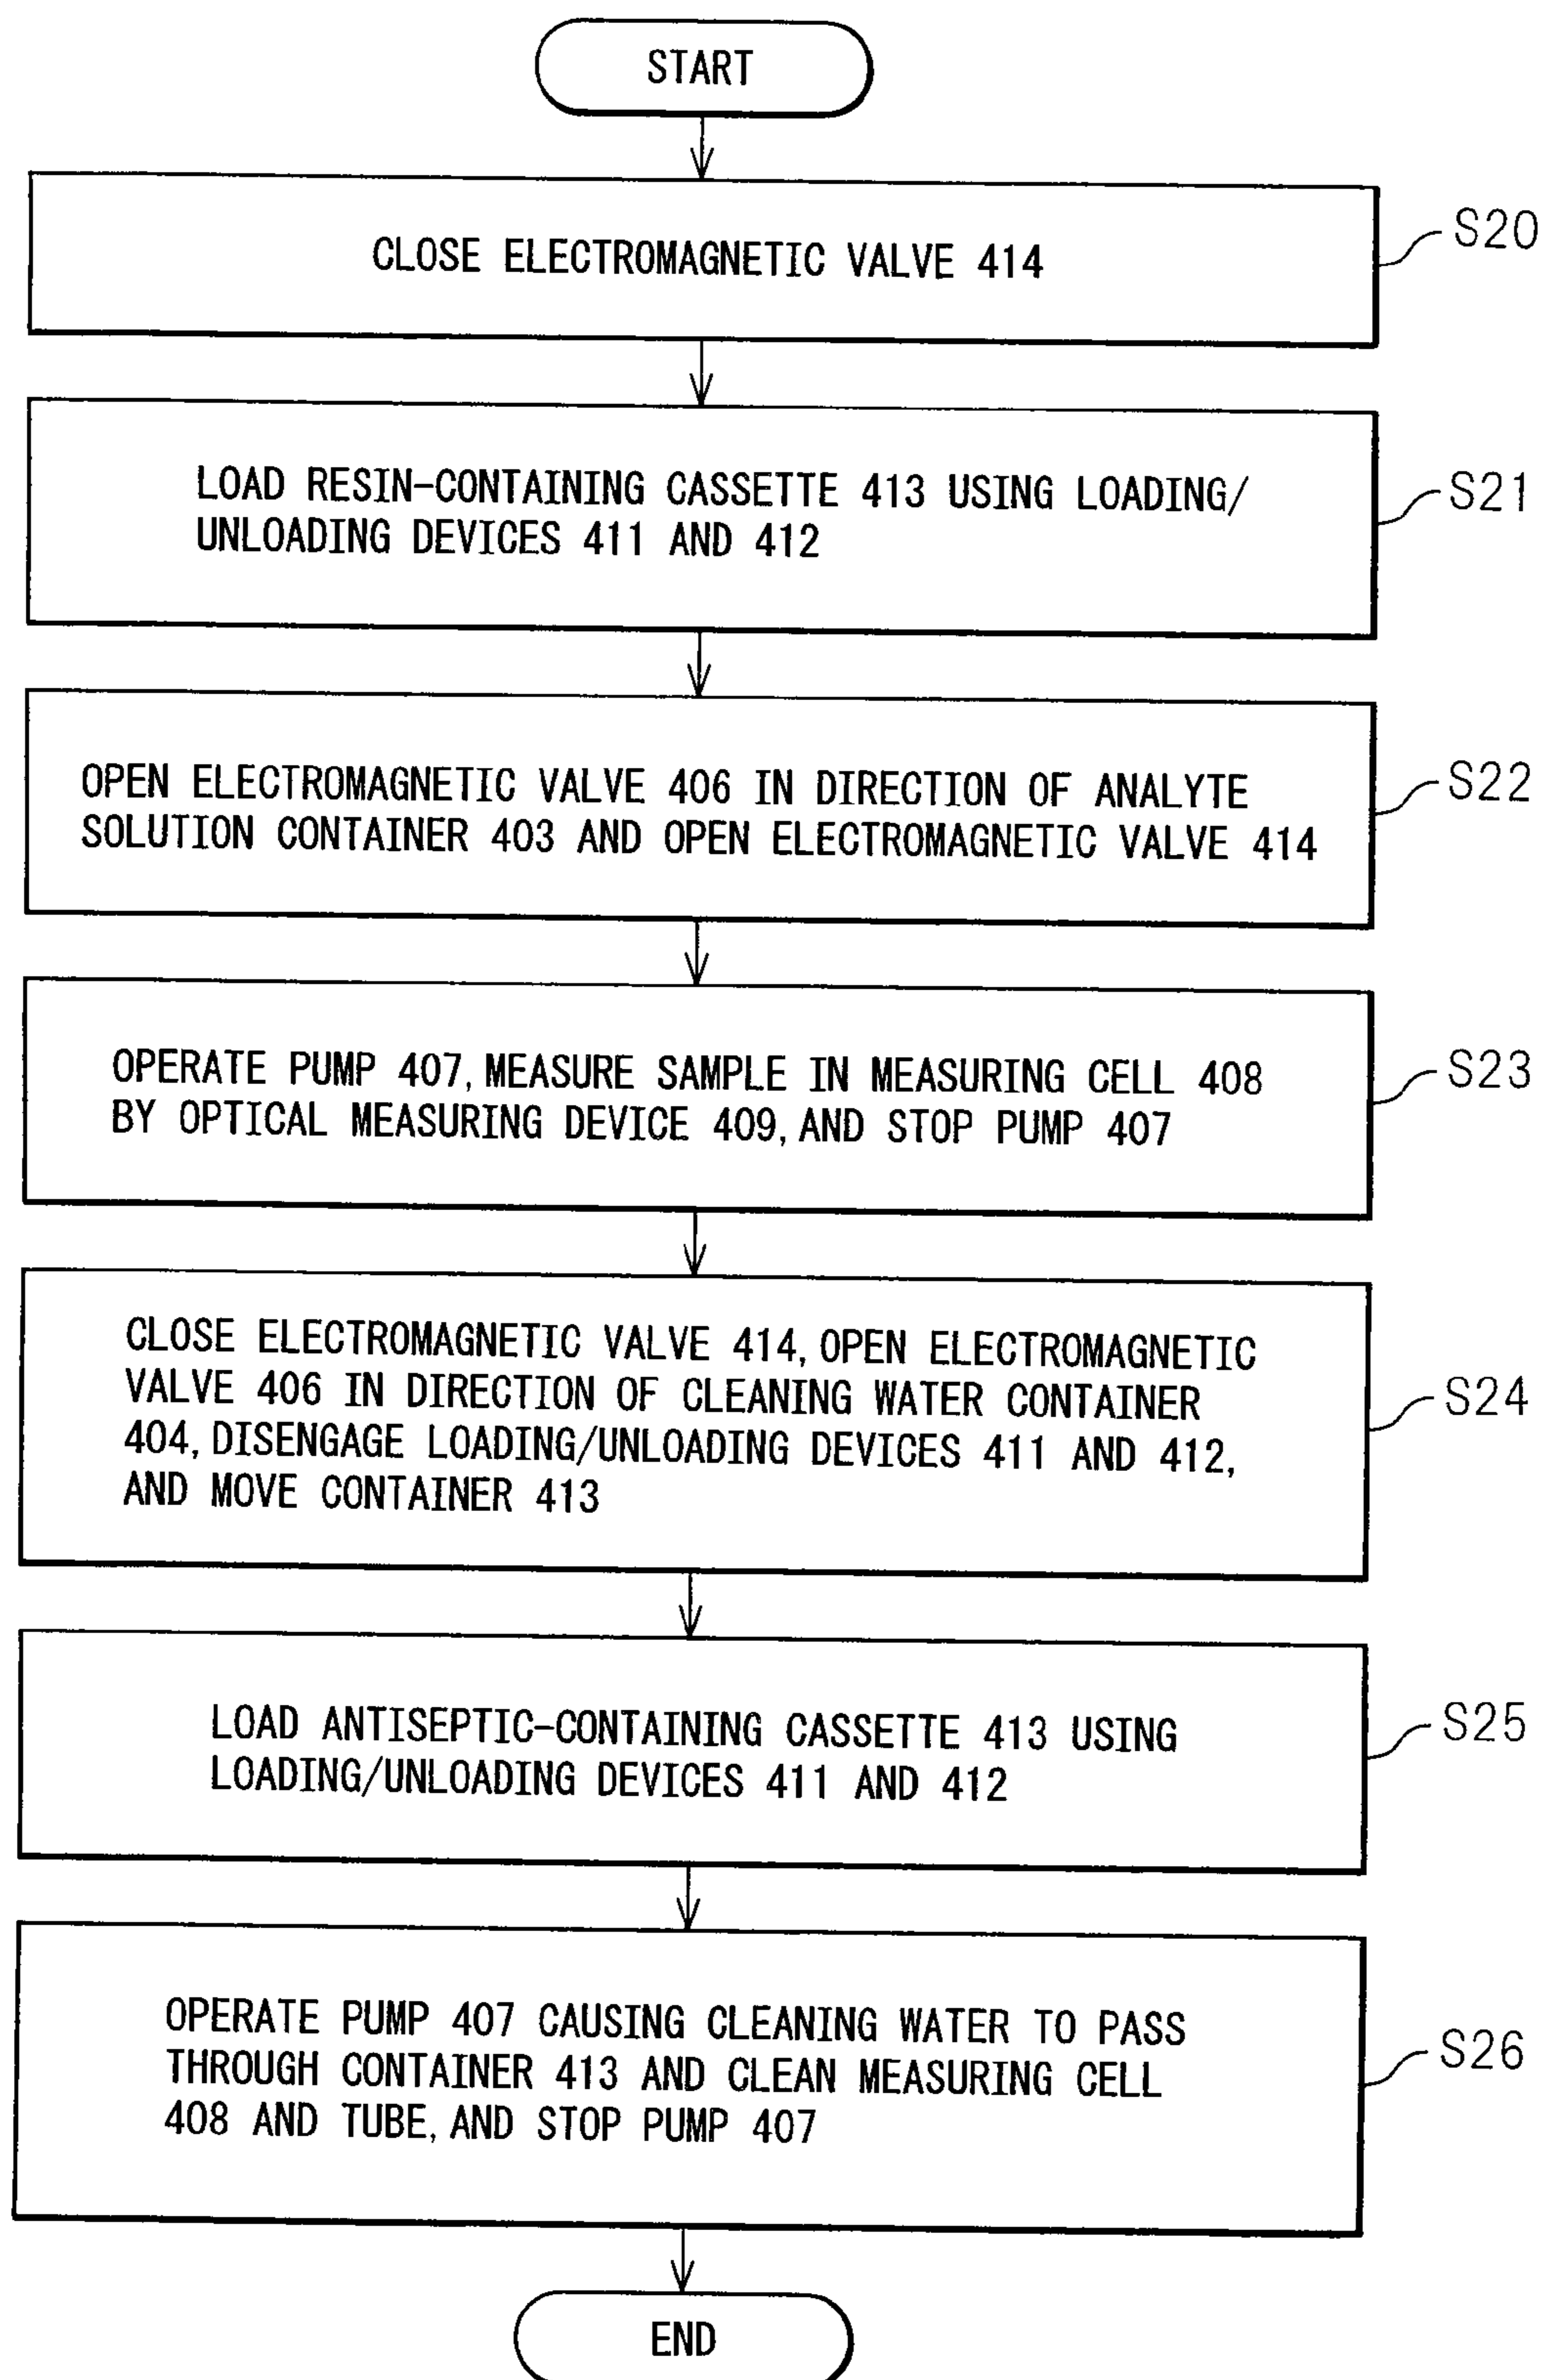 START
CLOSE ELECTROMAGNETIC VALVE 414
S20
LOAD RESIN-CONTAINING CASSETTE 413 USING LOADING/
UNLOADING DEVICES 411 AND 412
S21
OPEN ELECTROMAGNETIC VALVE 406 IN DIRECTION OF ANALYTE
SOLUTION CONTAINER 403 AND OPEN ELECTROMAGNETIC VALVE 414
S22
OPERATE PUMP 407, MEASURE SAMPLE IN MEASURING CELL 408
BY OPTICAL MEASURING DEVICE 409, AND STOP PUMP 407
S23
CLOSE ELECTROMAGNETIC VALVE 414, OPEN ELECTROMAGNETIC
VALVE 406 IN DIRECTION OF CLEANING WATER CONTAINER
404, DISENGAGE LOADING/UNLOADING DEVICES 411 AND 412,
AND MOVE CONTAINER 413
S24
LOAD ANTISEPTIC-CONTAINING CASSETTE 413 USING
LOADING/UNLOADING DEVICES 411 AND 412
S25
OPERATE PUMP 407 CAUSING CLEANING WATER TO PASS
THROUGH CONTAINER 413 AND CLEAN MEASURING CELL
408 AND TUBE, AND STOP PUMP 407
S26
END